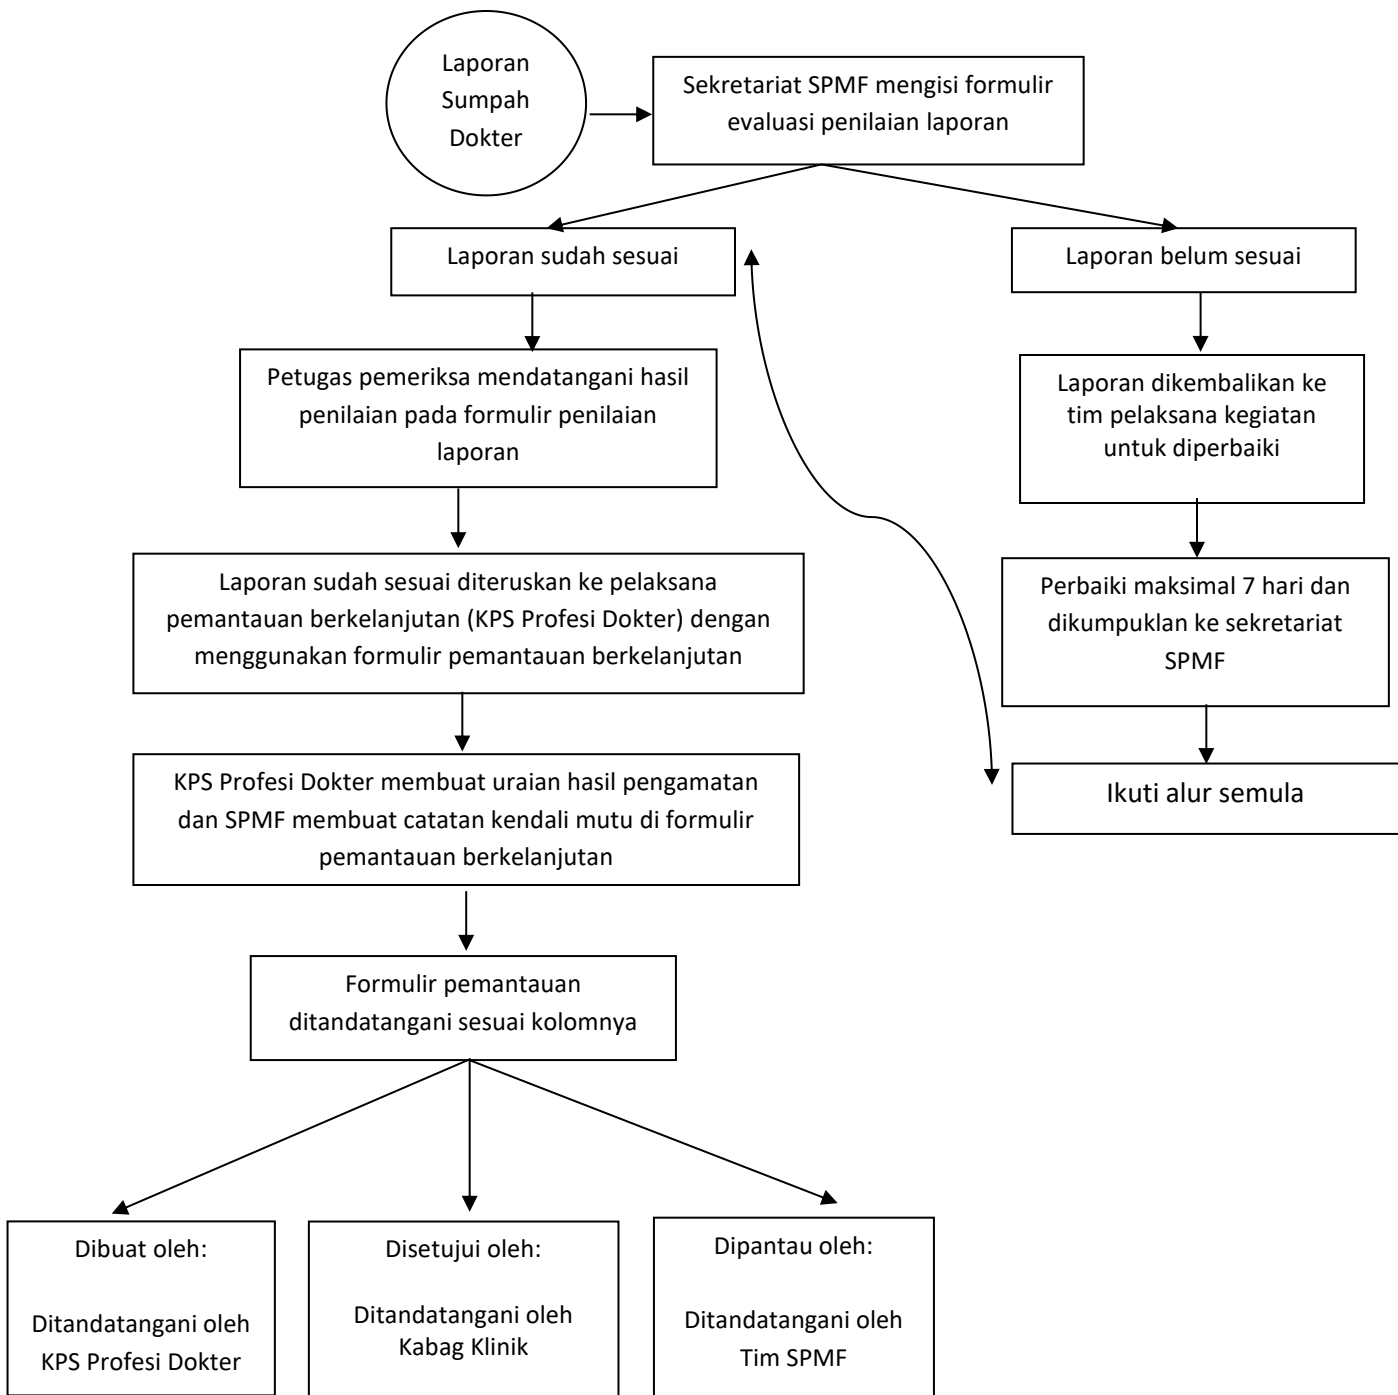 Laporan
Sumpah
Dokter
Sekretariat SPMF mengisi formulir
evaluasi penilaian laporan
Laporan sudah sesuai
Laporan belum sesuai
Petugas pemeriksa mendatangani hasil
penilaian pada formulir penilaian
laporan
Laporan dikembalikan ke
tim pelaksana kegiatan
untuk diperbaiki
Laporan sudah sesuai diteruskan ke pelaksana
pemantauan berkelanjutan (KPS Profesi Dokter) dengan
menggunakan formulir pemantauan berkelanjutan
Perbaiki maksimal 7 hari dan
dikumpuklan ke sekretariat
SPMF
KPS Profesi Dokter membuat uraian hasil pengamatan
dan SPMF membuat catatan kendali mutu di formulir
pemantauan berkelanjutan
Ikuti alur semula
Formulir pemantauan
ditandatangani sesuai kolomnya
Dibuat oleh:
Ditandatangani oleh
KPS Profesi Dokter
Disetujui oleh:
Ditandatangani oleh
Kabag Klinik
Dipantau oleh:
Ditandatangani oleh
Tim SPMF